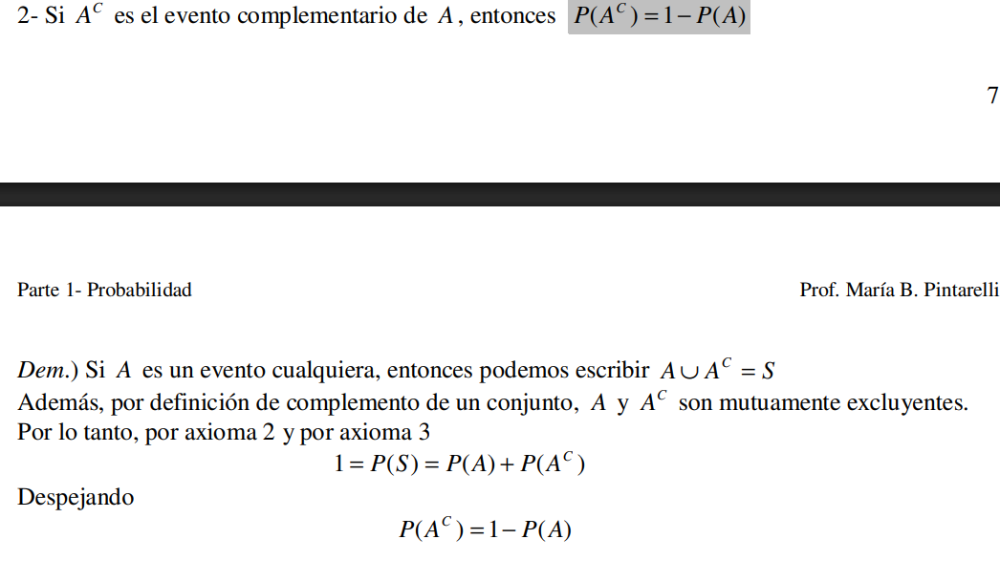 2- Si A^C es el evento complementario de A, entonces P(A^C) = 1 − P(A)
7
Parte 1- Probabilidad Prof. María B. Pintarelli
Dem.) Si A es un evento cualquiera, entonces podemos escribir A ∪ A^C = S
Además, por definición de complemento de un conjunto, A y A^C son mutuamente excluyentes.
Por lo tanto, por axioma 2 y por axioma 3
1 = P(S) = P(A) + P(A^C)
Despejando
P(A^C) = 1 − P(A)